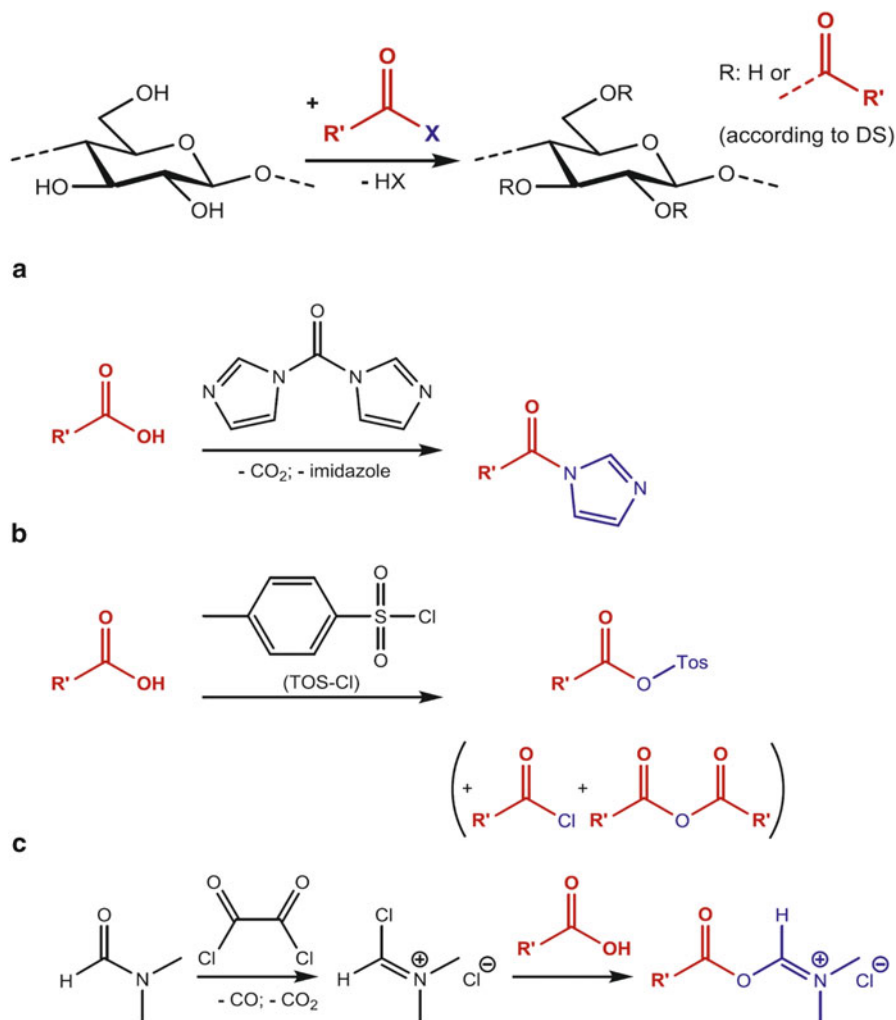 O
R: H or
R'
OH
+
R'
X
OR
(according to DS)
O
O
HO
O
- HX
RO
O
OH
OR
a
O
O
N
N
N
N
R'
OH
O
- CO₂; - imidazole
R'
N
N
b
O
O
S
Cl
O
R'
OH
(TOS-Cl)
O
Tos
R'
O
O
O
O
+
+
R'
Cl
R'
O
R'
c
O
O
O
Cl
O
O
H
Cl
Cl
R'
OH
H
N
H
N
+
Cl
−
R'
O
N
+
Cl
−
- CO; - CO₂